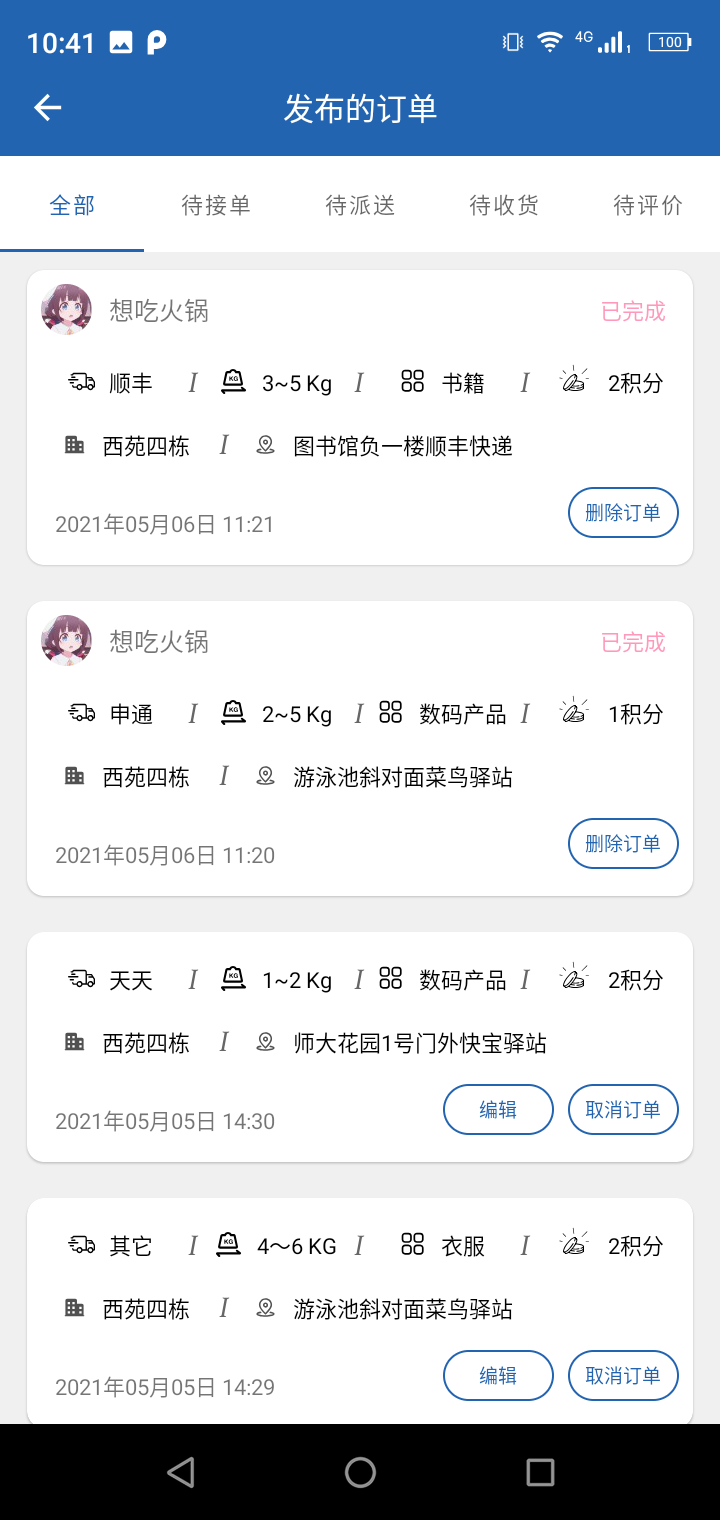 10:41 4G 1 100
发布的订单
全部 待接单 待派送 待收货 待评价
想吃火锅 已完成
顺丰 I KG 3~5 Kg I 书籍 I 2积分
西苑四栋 I 图书馆负一楼顺丰快递
2021年05月06日 11:21 删除订单
想吃火锅 已完成
申通 I KG 2~5 Kg I 数码产品 I 1积分
西苑四栋 I 游泳池斜对面菜鸟驿站
2021年05月06日 11:20 删除订单
天天 I KG 1~2 Kg I 数码产品 I 2积分
西苑四栋 I 师大花园1号门外快宝驿站
2021年05月05日 14:30 编辑 取消订单
其它 I KG 4～6 KG I 衣服 I 2积分
西苑四栋 I 游泳池斜对面菜鸟驿站
2021年05月05日 14:29 编辑 取消订单